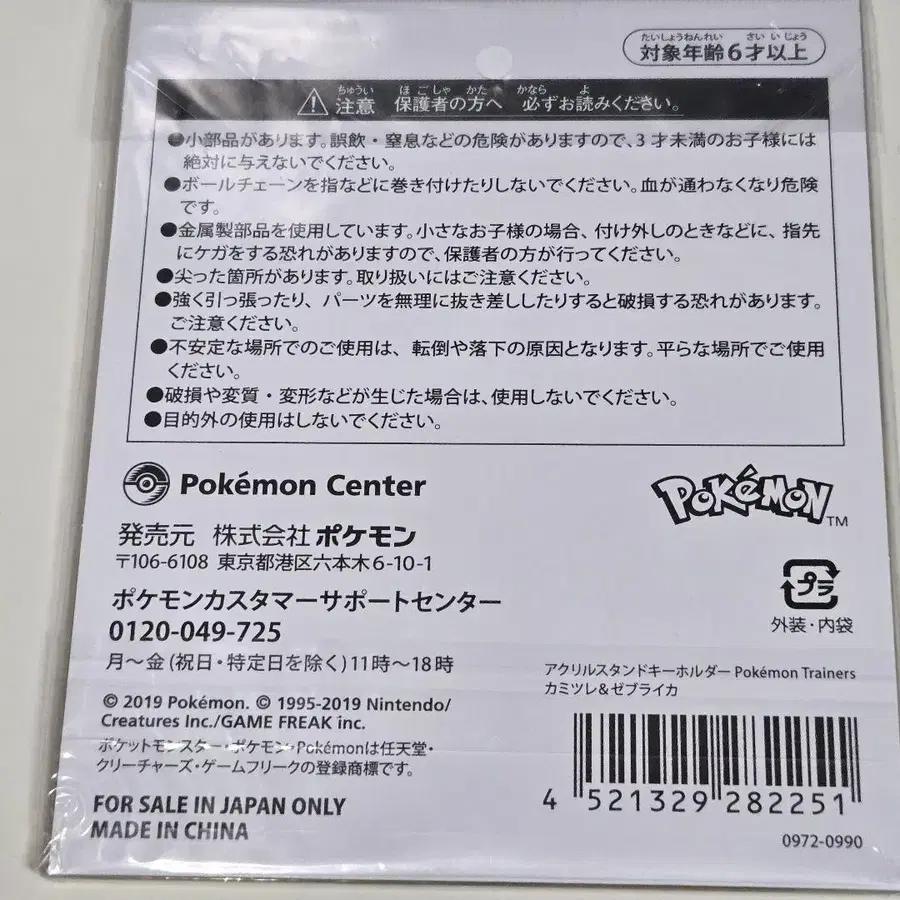 たいしょうねんれい さい いじょう
対象年齢6才以上
ちゅうい ほごしゃ かた かなら よ
注意 保護者の方へ 必ずお読みください。
●小部品があります。誤飲・窒息などの危険がありますので、3才未満のお子様には
絶対に与えないでください。
●ボールチェーンを指などに巻き付けたりしないでください。血が通わなくなり危険
です。
●金属製部品を使用しています。小さなお子様の場合、付け外しのときなどに、指先
にケガをする恐れがありますので、保護者の方が行ってください。
●尖った箇所があります。取り扱いにはご注意ください。
●強く引っ張ったり、パーツを無理に抜き差ししたりすると破損する恐れがあります。
ご注意ください。
●不安定な場所でのご使用は、転倒や落下の原因となります。平らな場所でご使用
ください。
●破損や変質・変形などが生じた場合は、使用しないでください。
●目的外の使用はしないでください。
Pokémon Center
POKéMON™
発売元 株式会社ポケモン
〒106-6108 東京都港区六本木6-10-1
プラ
外装・内袋
ポケモンカスタマーサポートセンター
0120-049-725
月〜金(祝日・特定日を除く)11時〜18時
アクリルスタンドキーホルダー Pokémon Trainers
カミツレ&ゼブライカ
© 2019 Pokémon. © 1995-2019 Nintendo/
Creatures Inc./GAME FREAK inc.
ポケットモンスター・ポケモン・Pokémonは任天堂・
クリーチャーズ・ゲームフリークの登録商標です。
FOR SALE IN JAPAN ONLY
MADE IN CHINA
4 521329 282251
0972-0990